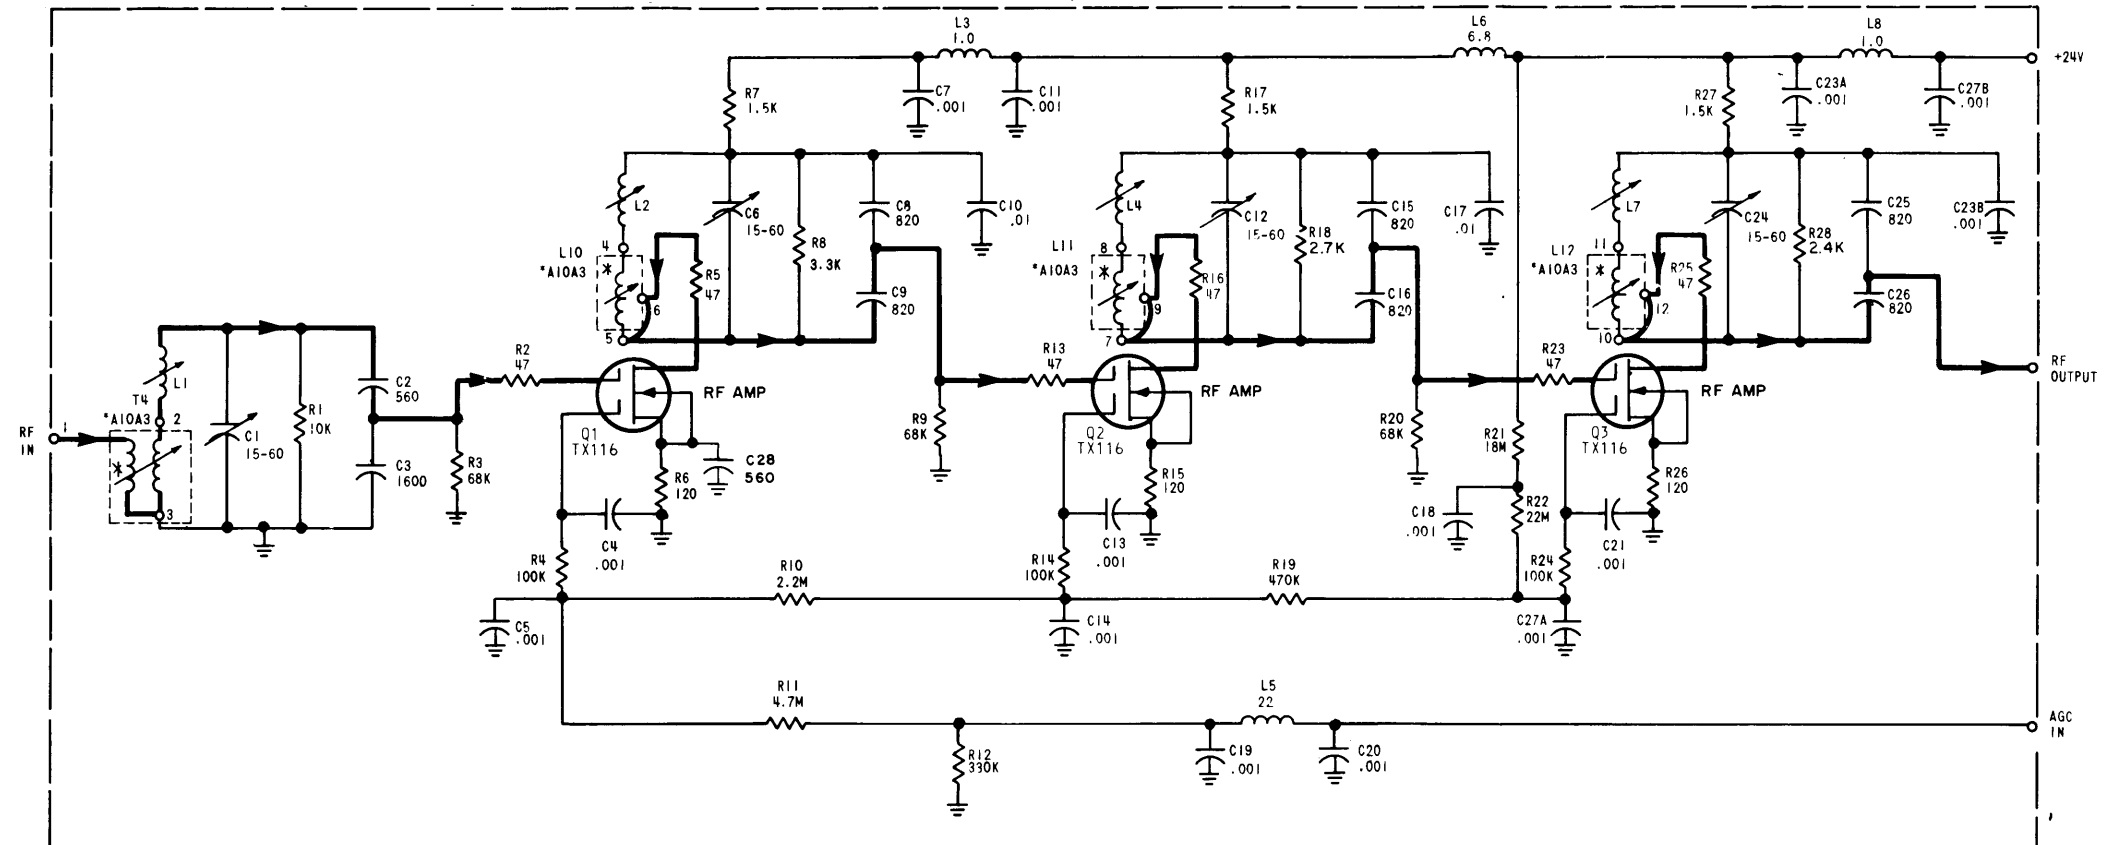 L3
1.0
L6
6.8
L8
1.0
+24V
R7
1.5K
C7
.001
C11
.001
R17
1.5K
R27
1.5K
C23A
.001
C27B
.001
L2
C6
15-60
R8
3.3K
C8
820
C10
.01
L4
C12
15-60
R18
2.7K
C15
820
C17
.01
L7
C24
15-60
R28
2.4K
C25
820
C23B
.001
L10
*A10A3
4
*
5
6
R5
47
C9
820
L11
*A10A3
8
*
7
9
R16
47
C16
820
L12
*A10A3
11
*
10
12
R25
47
C26
820
RF
OUTPUT
RF
IN
1
T4
*A10A3
*
2
3
L1
C1
15-60
R1
10K
C2
560
C3
1600
R3
68K
R2
47
RF AMP
Q1
TX116
R6
120
C28
560
C4
.001
R4
100K
C5
.001
R9
68K
R13
47
RF AMP
Q2
TX116
R15
120
C13
.001
R14
100K
C14
.001
R10
2.2M
R19
470K
R20
68K
R21
18M
R22
22M
C18
.001
R23
47
RF AMP
Q3
TX116
R26
120
C21
.001
R24
100K
C27A
.001
R11
4.7M
R12
330K
L5
22
C19
.001
C20
.001
AGC
IN